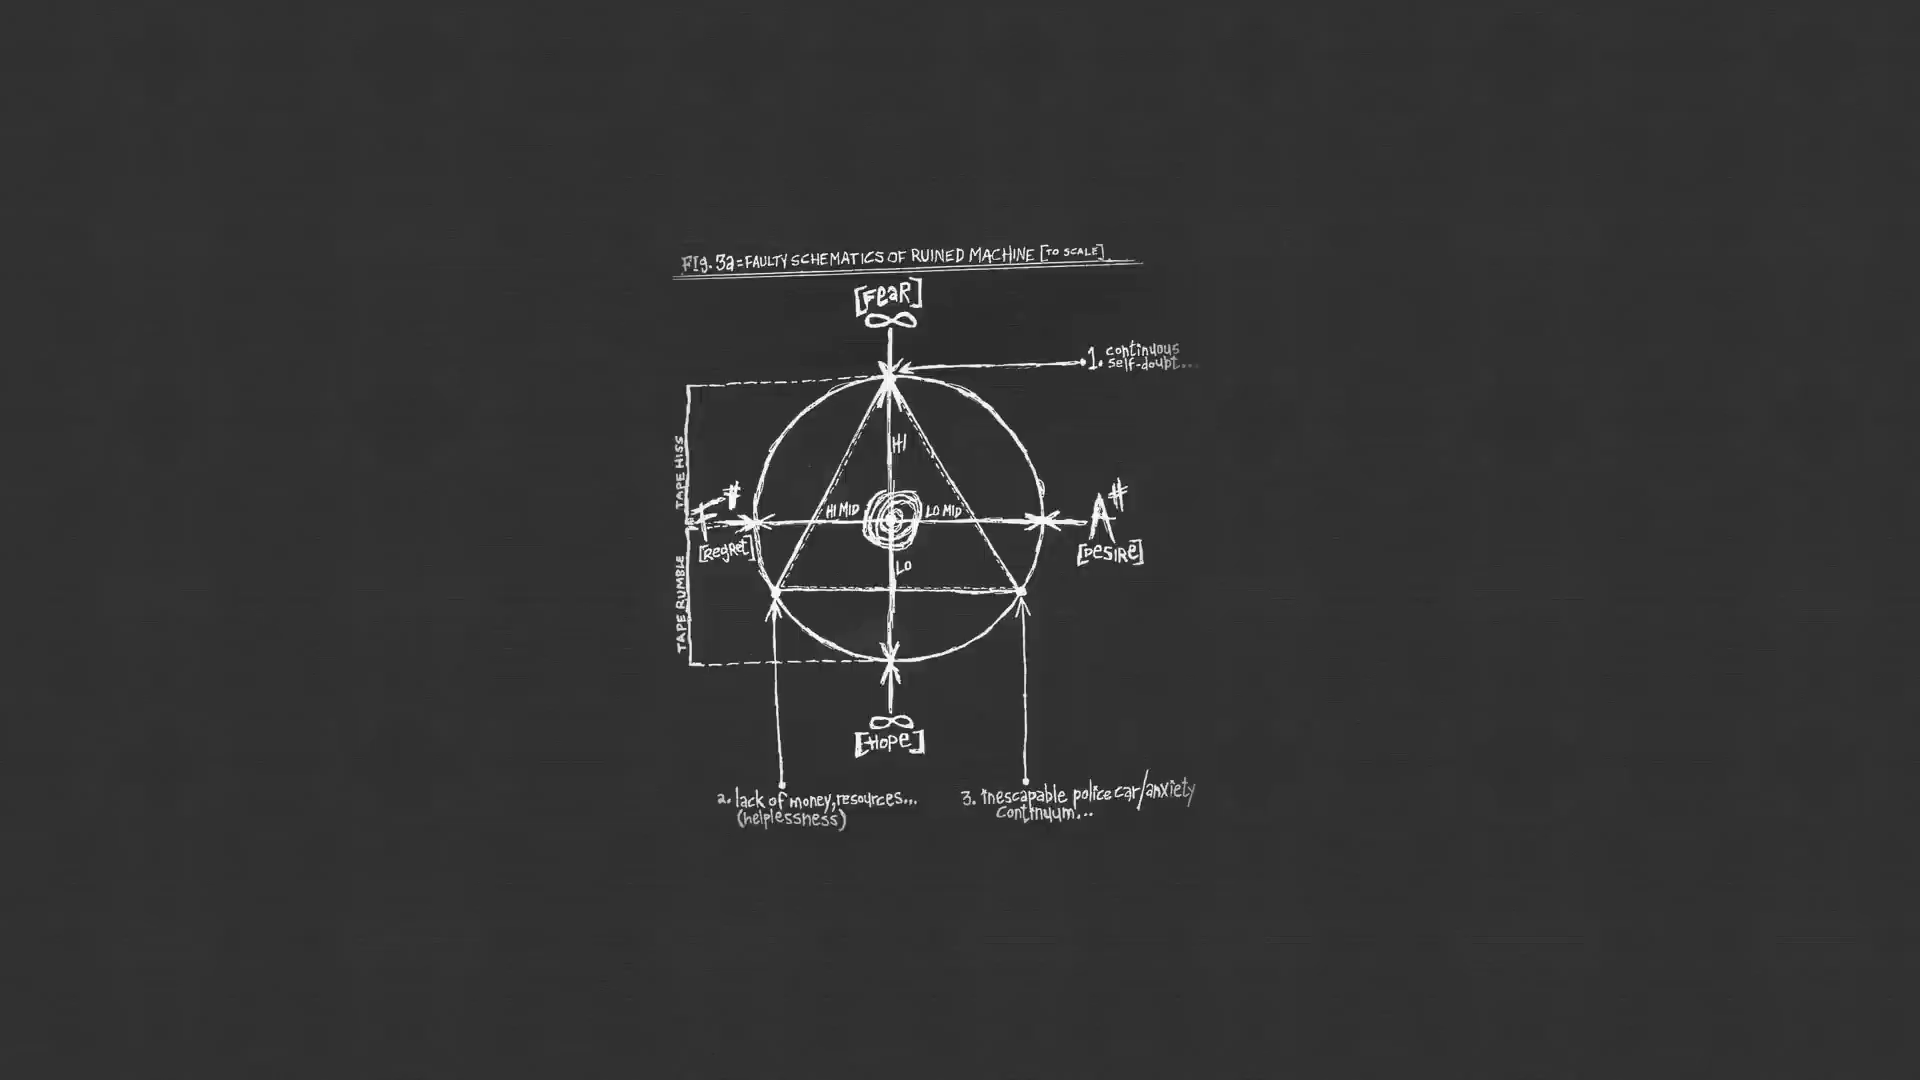 FIg. 3a = FAULTY SCHEMATICS OF RUINED MACHINE [TO SCALE]
[FeaR]
∞
1. continuous
self-doubt...
TAPE HISS
HI
F#
HI MID
LO MID
A#
[RegRet]
[DESIRe]
LO
TAPE RUMBLE
∞
[Hope]
2. lack of money, resources...
(helplessness)
3. inescapable police car/anxiety
continuum...